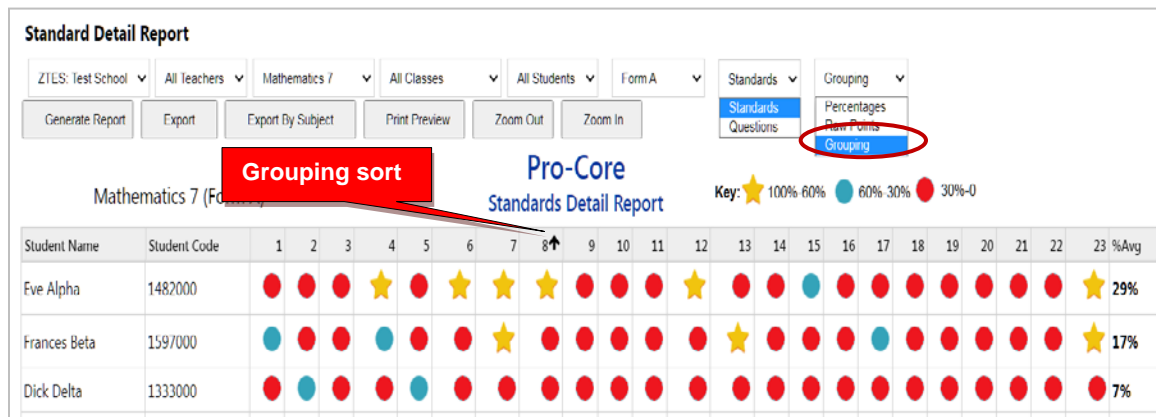 Standard Detail Report
ZTES: Test School All Teachers Mathematics 7 All Classes All Students Form A Standards Grouping
Standards Percentages
Questions Raw Points
Grouping
Generate Report Export Export By Subject Print Preview Zoom Out Zoom In
Grouping sort
Pro-Core
Mathematics 7 (Fo
Standards Detail Report
Key: 100%-60% 60%-30% 30%-0
Student Name Student Code 1 2 3 4 5 6 7 8 9 10 11 12 13 14 15 16 17 18 19 20 21 22 23 %Avg
Eve Alpha 1482000 29%
Frances Beta 1597000 17%
Dick Delta 1333000 7%